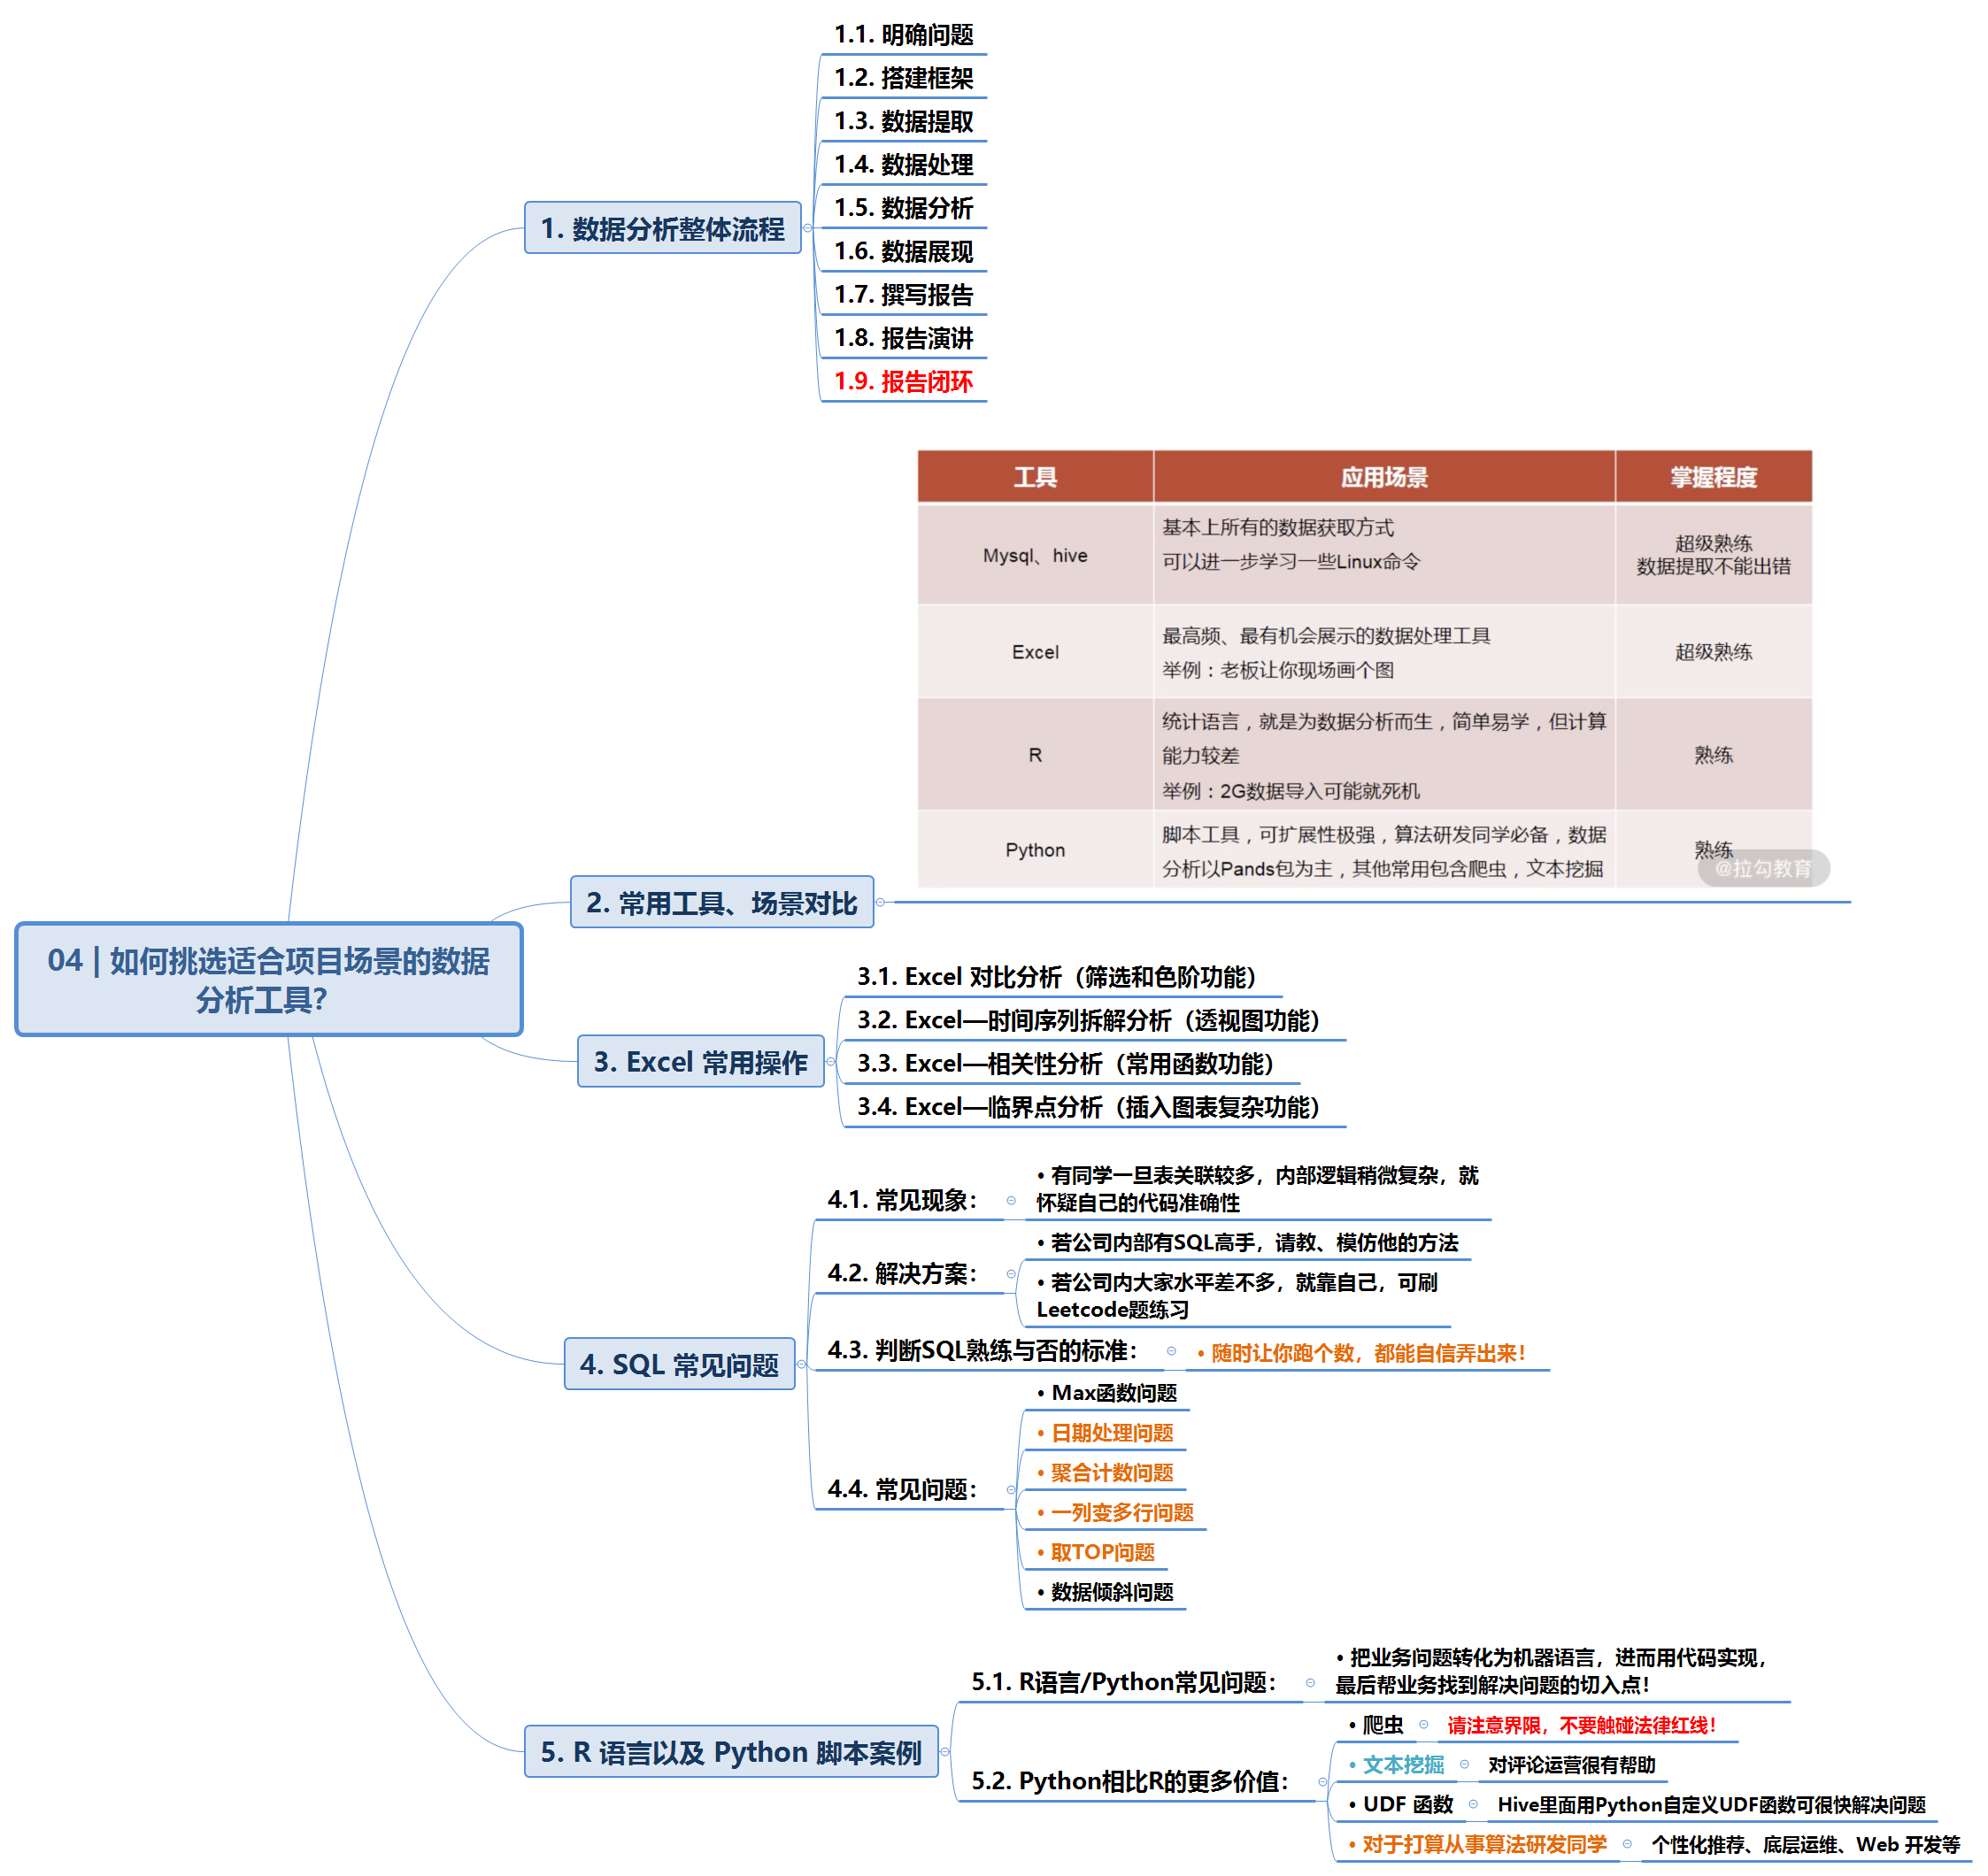 1.1. 明确问题
1.2. 搭建框架
1.3. 数据提取
1.4. 数据处理
1. 数据分析整体流程
1.5. 数据分析
1.6. 数据展现
1.7. 撰写报告
1.8. 报告演讲
1.9. 报告闭环
工具
应用场景
掌握程度
Mysql、hive
基本上所有的数据获取方式
可以进一步学习一些Linux命令
超级熟练
数据提取不能出错
Excel
最高频、最有机会展示的数据处理工具
举例：老板让你现场画个图
超级熟练
R
统计语言，就是为数据分析而生，简单易学，但计算
能力较差
举例：2G数据导入可能就死机
熟练
Python
脚本工具，可扩展性极强，算法研发同学必备，数据
分析以Pands包为主，其他常用包含爬虫，文本挖掘
熟练
@拉勾教育
2. 常用工具、场景对比
04 | 如何挑选适合项目场景的数据
分析工具？
3. Excel 常用操作
3.1. Excel 对比分析（筛选和色阶功能）
3.2. Excel—时间序列拆解分析（透视图功能）
3.3. Excel—相关性分析（常用函数功能）
3.4. Excel—临界点分析（插入图表复杂功能）
4. SQL 常见问题
4.1. 常见现象：
• 有同学一旦表关联较多，内部逻辑稍微复杂，就
怀疑自己的代码准确性
4.2. 解决方案：
• 若公司内部有SQL高手，请教、模仿他的方法
• 若公司内大家水平差不多，就靠自己，可刷
Leetcode题练习
4.3. 判断SQL熟练与否的标准：
• 随时让你跑个数，都能自信弄出来！
4.4. 常见问题：
• Max函数问题
• 日期处理问题
• 聚合计数问题
• 一列变多行问题
• 取TOP问题
• 数据倾斜问题
5. R 语言以及 Python 脚本案例
5.1. R语言/Python常见问题：
• 把业务问题转化为机器语言，进而用代码实现，
最后帮业务找到解决问题的切入点！
5.2. Python相比R的更多价值：
• 爬虫
请注意界限，不要触碰法律红线！
• 文本挖掘
对评论运营很有帮助
• UDF 函数
Hive里面用Python自定义UDF函数可很快解决问题
• 对于打算从事算法研发同学
个性化推荐、底层运维、Web 开发等